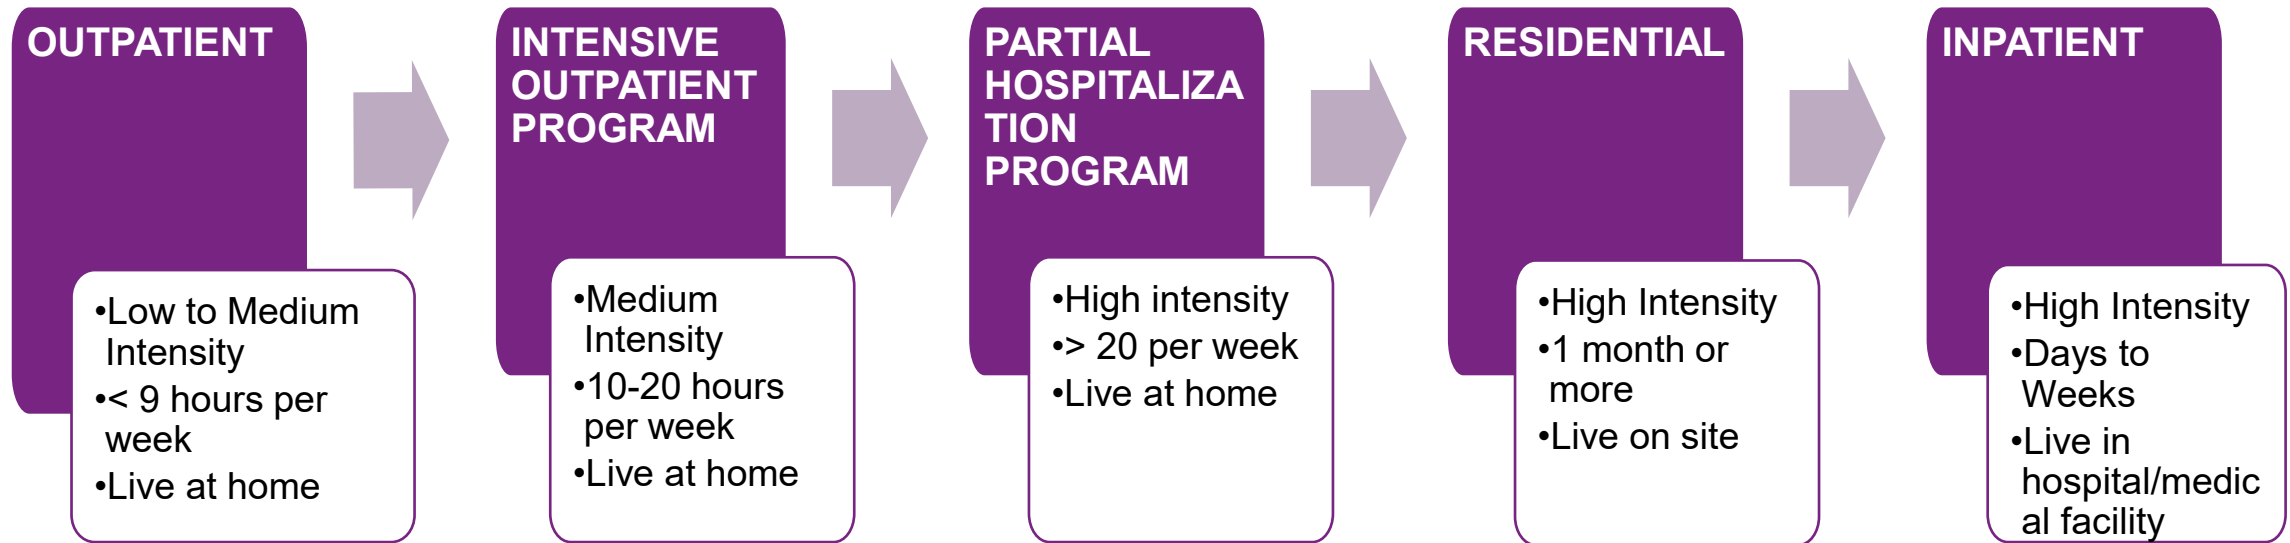 OUTPATIENT
•Low to Medium
Intensity
•< 9 hours per
week
•Live at home
INTENSIVE
OUTPATIENT
PROGRAM
•Medium
Intensity
•10-20 hours
per week
•Live at home
PARTIAL
HOSPITALIZA
TION
PROGRAM
•High intensity
•> 20 per week
•Live at home
RESIDENTIAL
•High Intensity
•1 month or
more
•Live on site
INPATIENT
•High Intensity
•Days to
Weeks
•Live in
hospital/medic
al facility